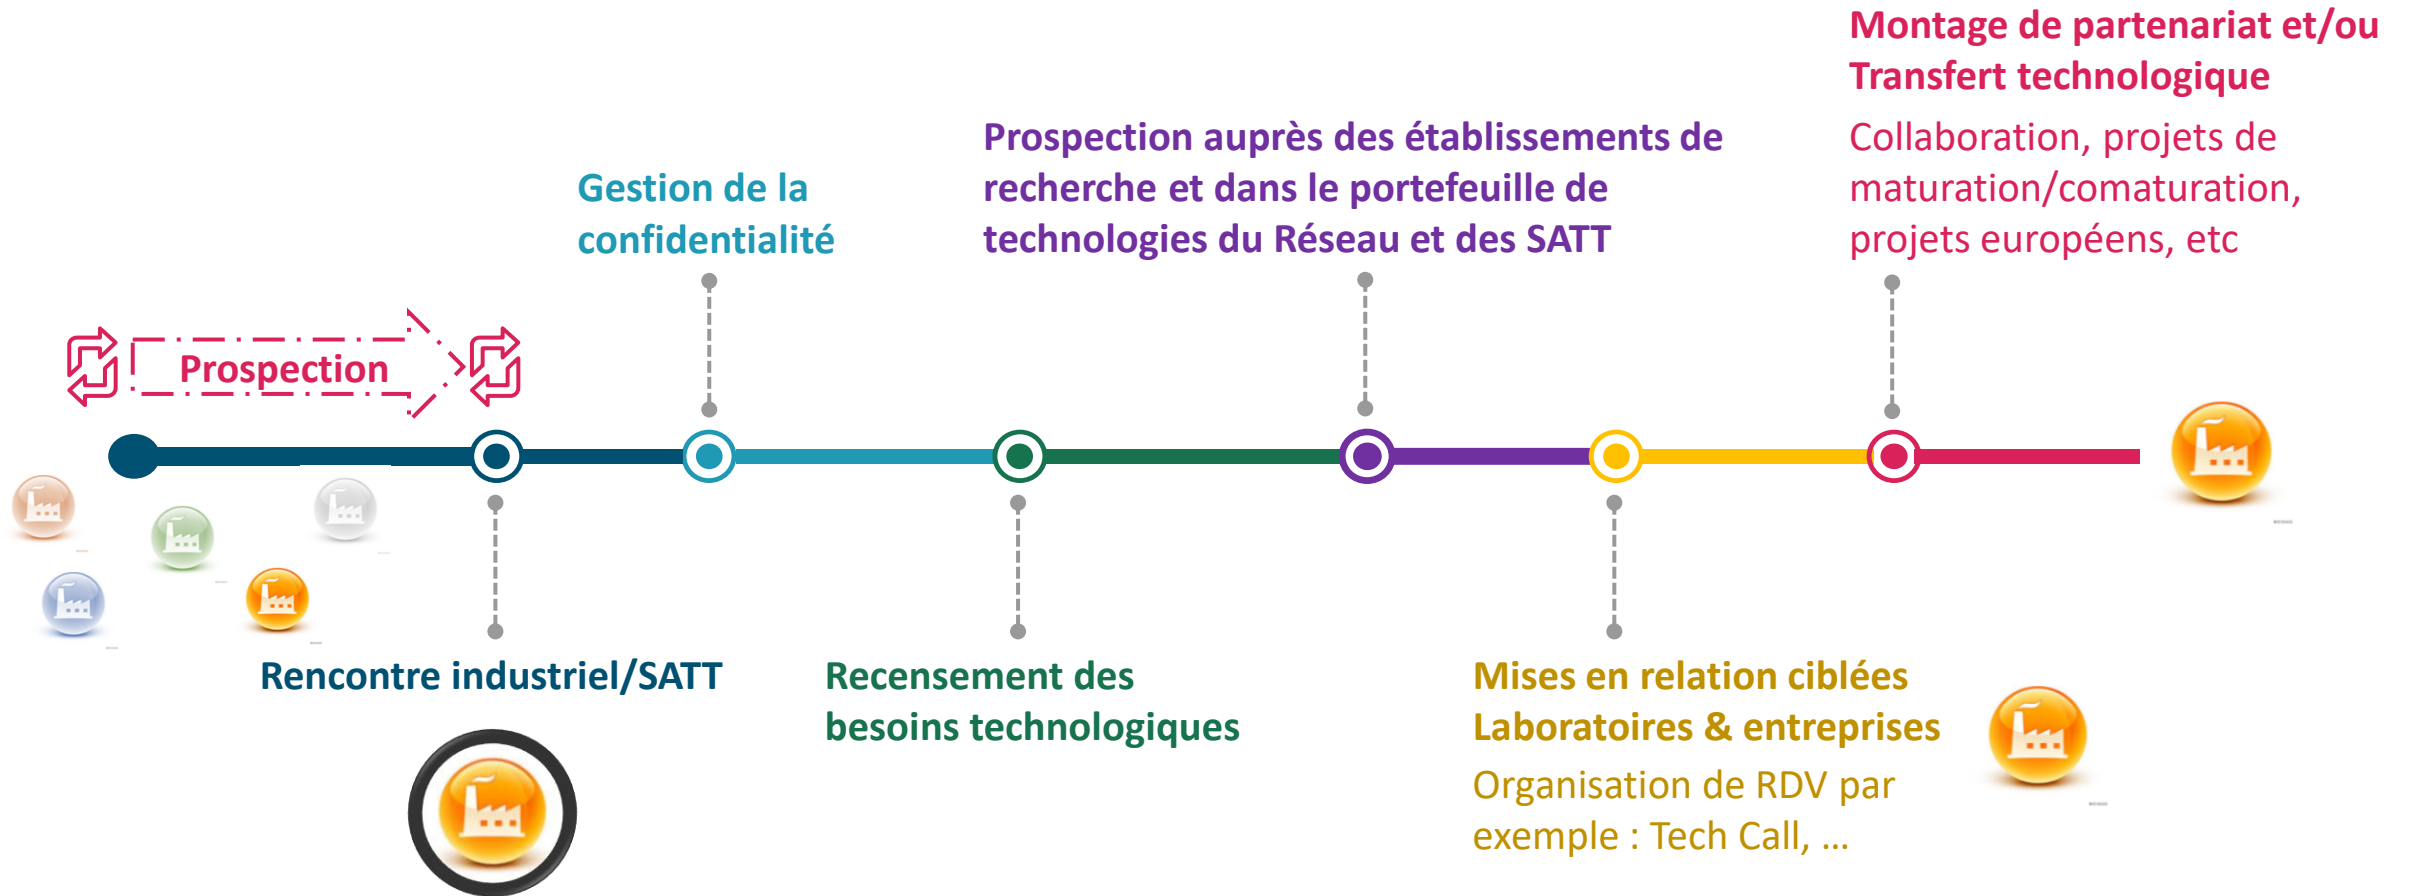 Prospection
Rencontre industriel/SATT
Gestion de la
confidentialité
Recensement des
besoins technologiques
Prospection auprès des établissements de
recherche et dans le portefeuille de
technologies du Réseau et des SATT
Mises en relation ciblées
Laboratoires & entreprises
Organisation de RDV par
exemple : Tech Call, ...
Montage de partenariat et/ou
Transfert technologique
Collaboration, projets de
maturation/comaturation,
projets européens, etc